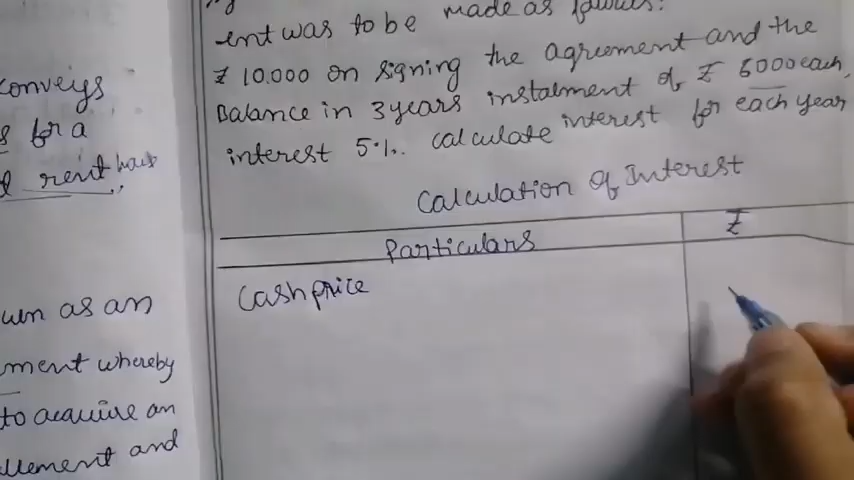 ent was to be made as follows:
₹ 10.000 on signing the agreement and the
Balance in 3 years instalment of ₹ 6000 each,
interest 5%. calculate interest for each year
Calculation of Interest
Particulars ₹
Cash price
conveys
s for a
rent
own as an
ment whereby
to acquire an
llement and